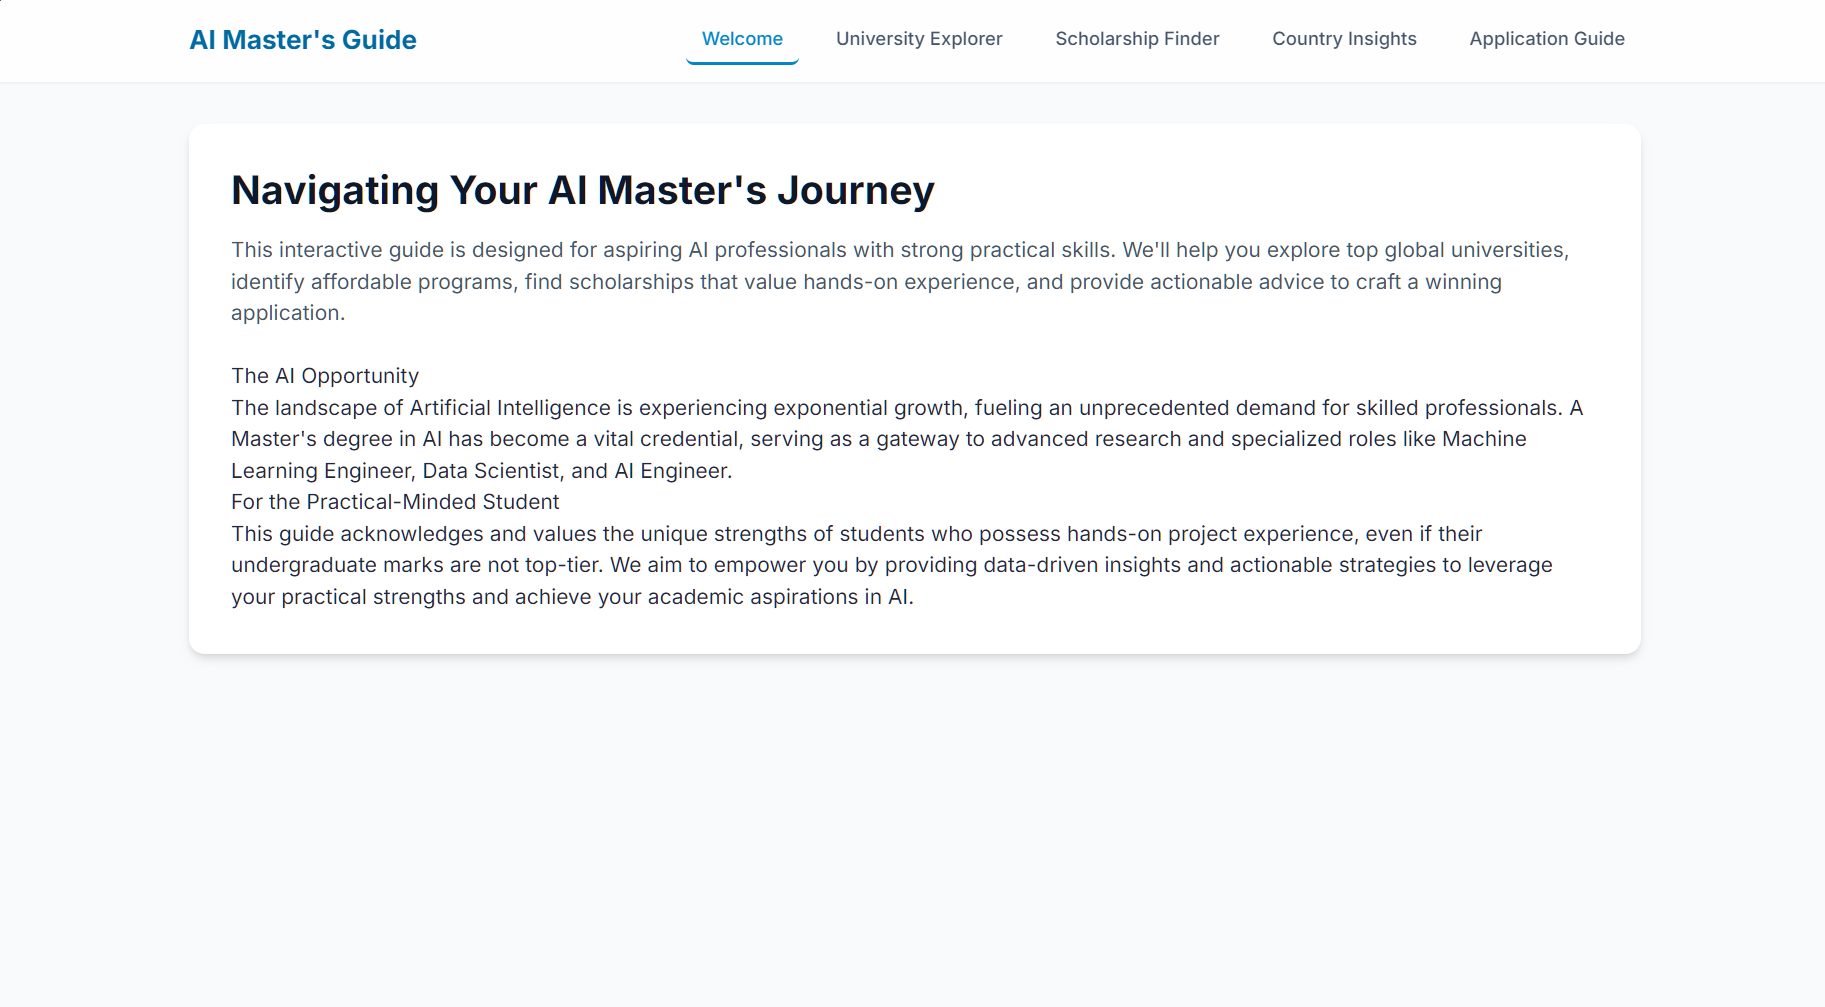 AI Master's Guide
Welcome
University Explorer
Scholarship Finder
Country Insights
Application Guide
Navigating Your AI Master's Journey
This interactive guide is designed for aspiring AI professionals with strong practical skills. We'll help you explore top global universities,
identify affordable programs, find scholarships that value hands-on experience, and provide actionable advice to craft a winning
application.
The AI Opportunity
The landscape of Artificial Intelligence is experiencing exponential growth, fueling an unprecedented demand for skilled professionals. A
Master's degree in AI has become a vital credential, serving as a gateway to advanced research and specialized roles like Machine
Learning Engineer, Data Scientist, and AI Engineer.
For the Practical-Minded Student
This guide acknowledges and values the unique strengths of students who possess hands-on project experience, even if their
undergraduate marks are not top-tier. We aim to empower you by providing data-driven insights and actionable strategies to leverage
your practical strengths and achieve your academic aspirations in AI.